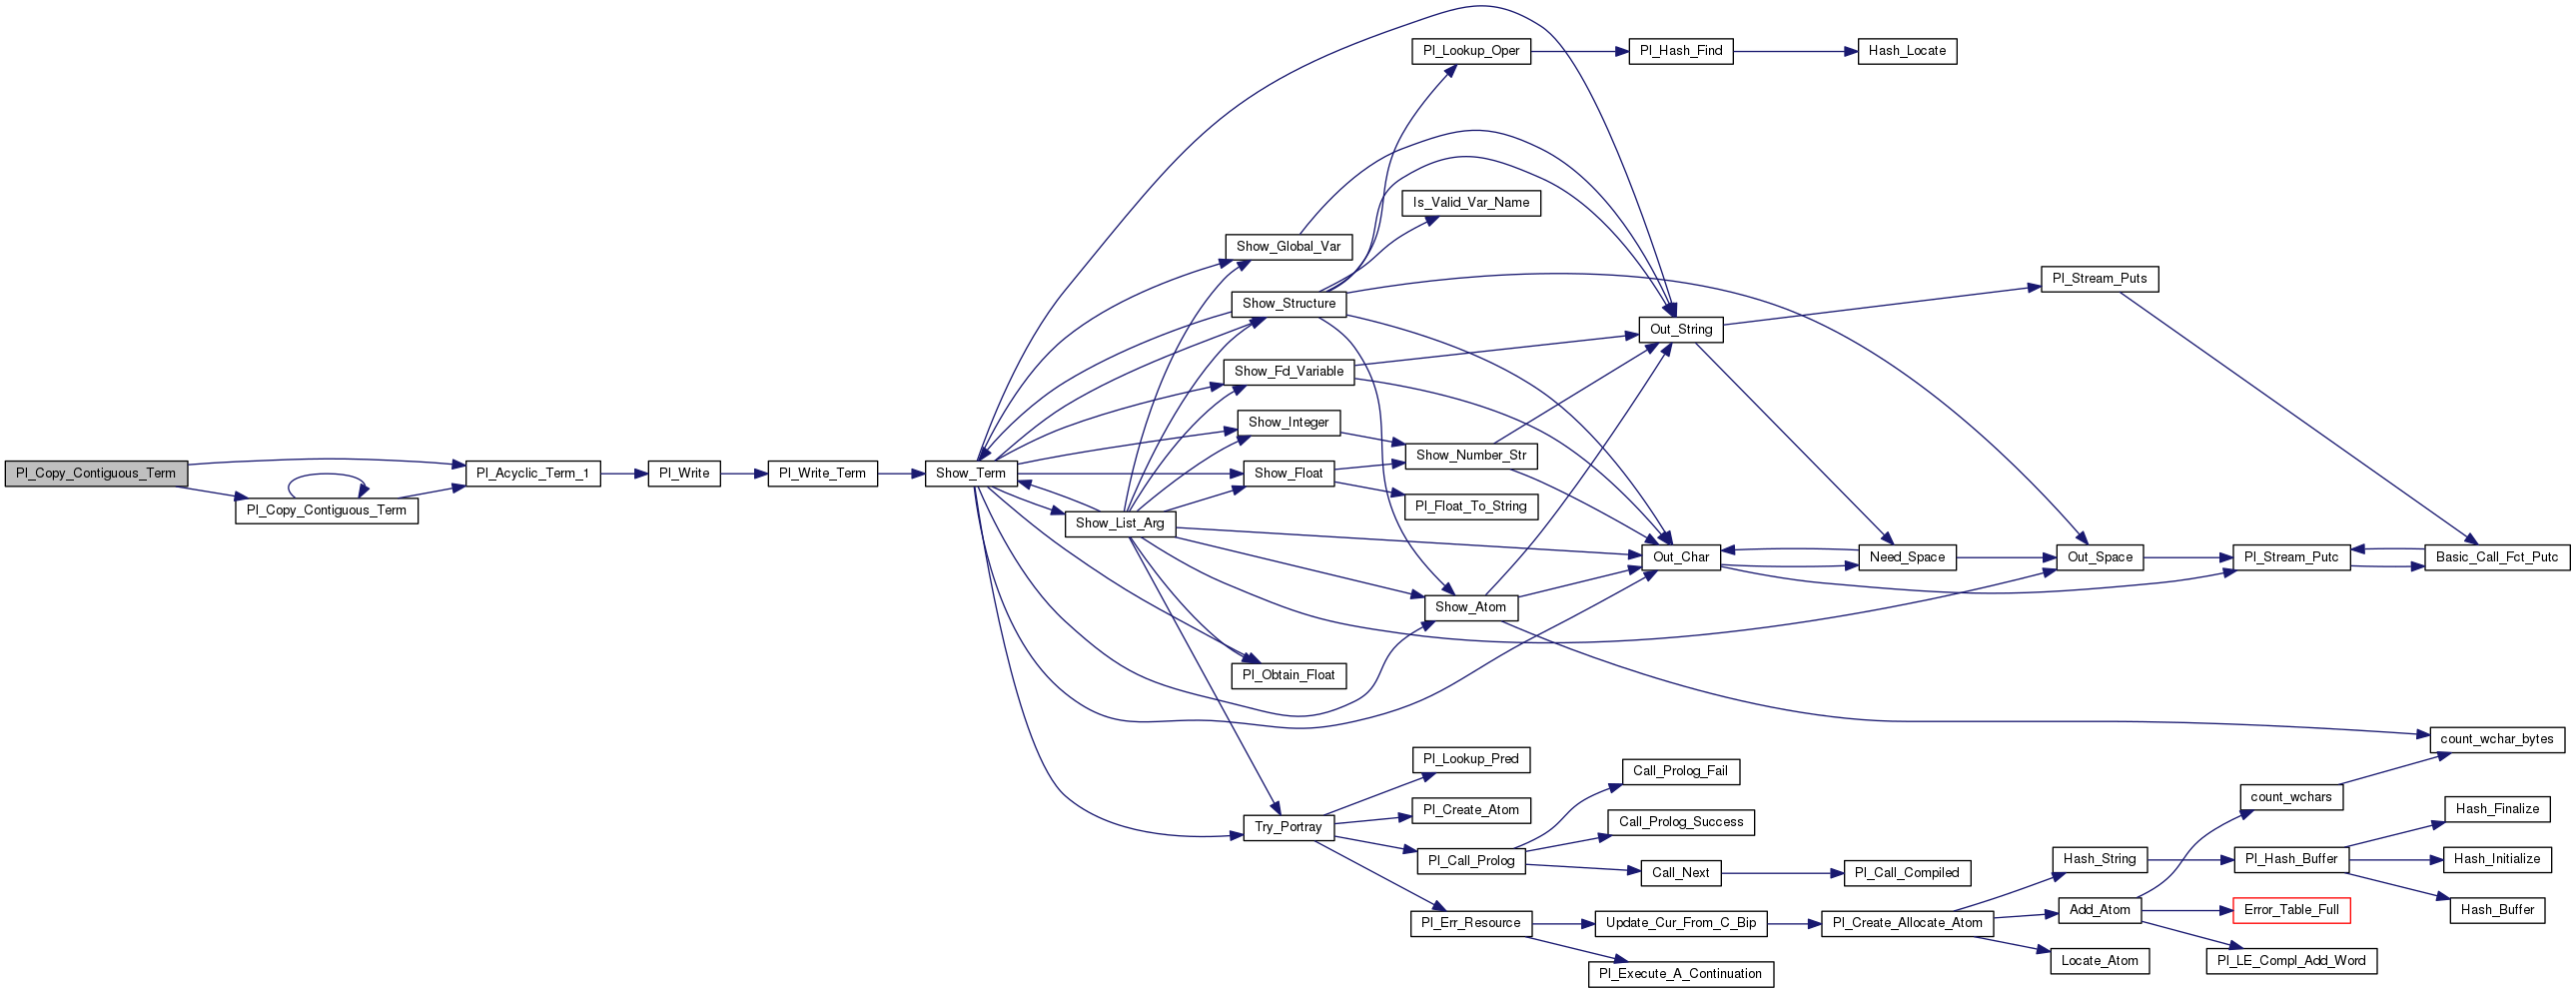 Pl_Copy_Contiguous_Term
Pl_Copy_Contiguous_Term
Pl_Acyclic_Term_1
Pl_Write
Pl_Write_Term
Show_Term
Show_List_Arg
Show_Global_Var
Show_Structure
Show_Fd_Variable
Show_Integer
Show_Float
Pl_Obtain_Float
Try_Portray
Pl_Lookup_Oper
Is_Valid_Var_Name
Show_Number_Str
Pl_Float_To_String
Show_Atom
Pl_Lookup_Pred
Pl_Create_Atom
Pl_Call_Prolog
Pl_Err_Resource
Pl_Hash_Find
Out_String
Out_Char
Call_Prolog_Fail
Call_Prolog_Success
Call_Next
Update_Cur_From_C_Bip
Pl_Execute_A_Continuation
Hash_Locate
Need_Space
Pl_Call_Compiled
Pl_Create_Allocate_Atom
Pl_Stream_Puts
Out_Space
Hash_String
Add_Atom
Locate_Atom
Pl_Stream_Putc
count_wchars
Pl_Hash_Buffer
Error_Table_Full
Pl_LE_Compl_Add_Word
Basic_Call_Fct_Putc
count_wchar_bytes
Hash_Finalize
Hash_Initialize
Hash_Buffer